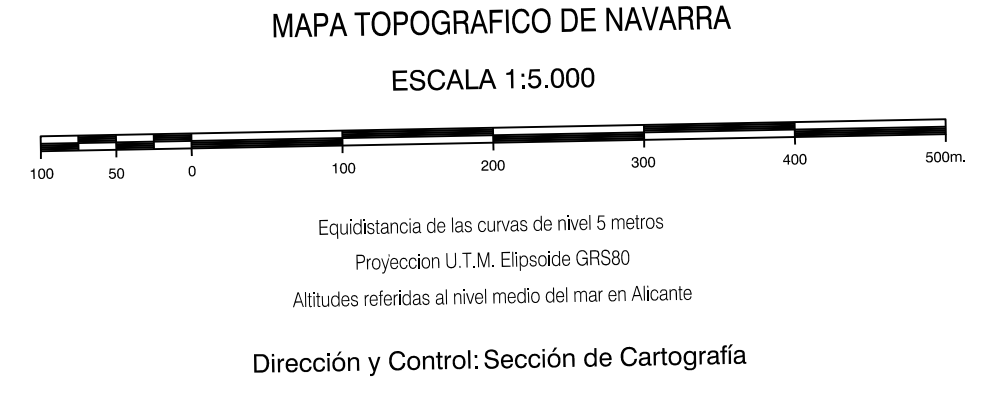 MAPA TOPOGRAFICO DE NAVARRA
ESCALA 1:5.000
100 50 0 100 200 300 400 500m.
Equidistancia de las curvas de nivel 5 metros
Proyeccion U.T.M. Elipsoide GRS80
Altitudes referidas al nivel medio del mar en Alicante
Dirección y Control: Sección de Cartografía